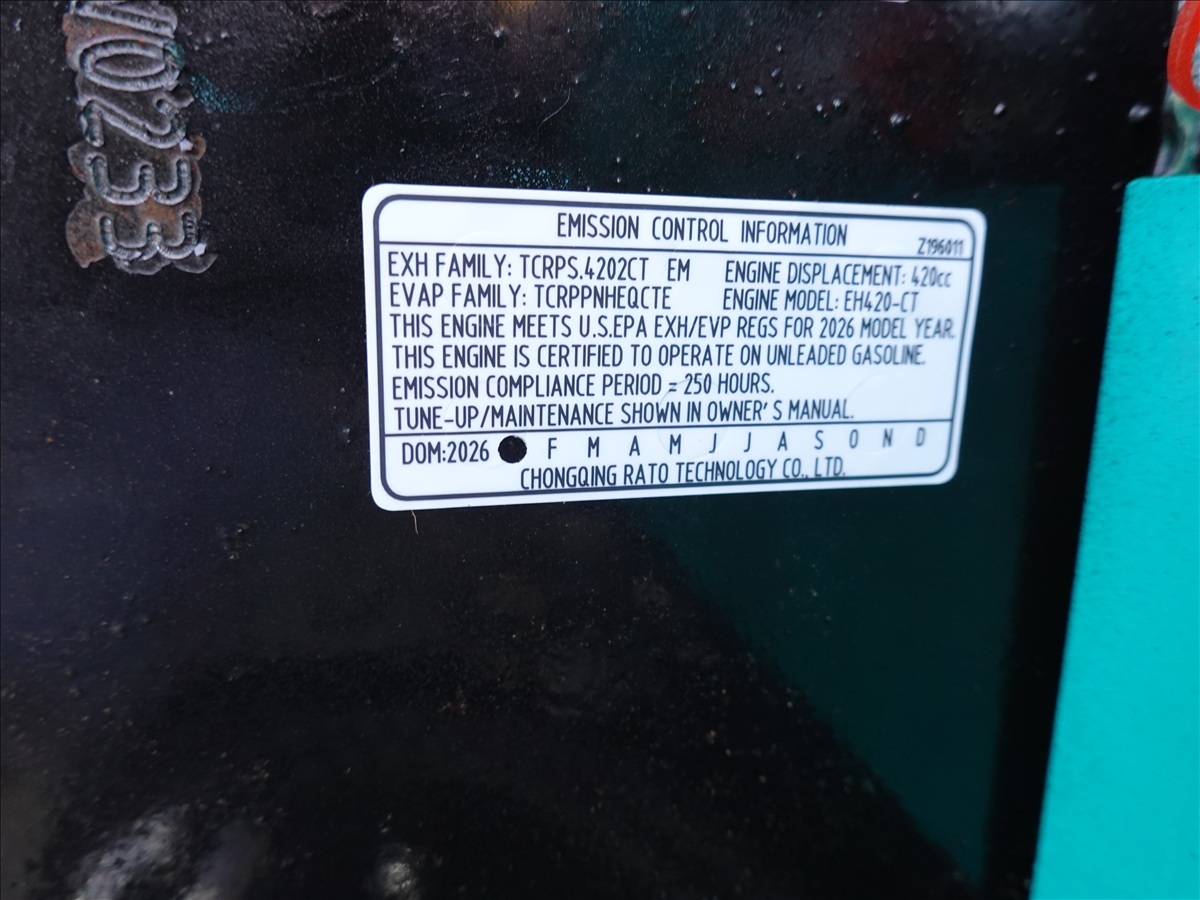 EMISSION CONTROL INFORMATION
Z196011
EXH FAMILY: TCRPS.4202CT EM ENGINE DISPLACEMENT: 420cc
EVAP FAMILY: TCRPPNHEQCTE ENGINE MODEL: EH420-CT
THIS ENGINE MEETS U.S.EPA EXH/EVP REGS FOR 2026 MODEL YEAR.
THIS ENGINE IS CERTIFIED TO OPERATE ON UNLEADED GASOLINE.
EMISSION COMPLIANCE PERIOD = 250 HOURS.
TUNE-UP/MAINTENANCE SHOWN IN OWNER'S MANUAL.
DOM:2026 F M A M J J A S O N D
CHONGQING RATO TECHNOLOGY CO., LTD.